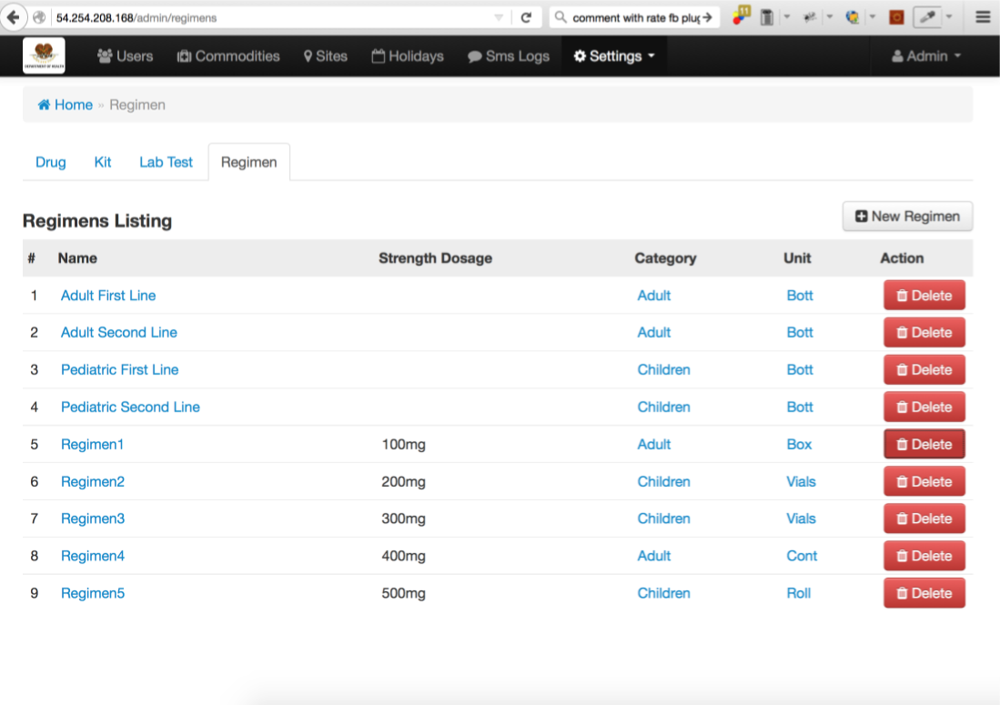 54.254.208.168/admin/regimens comment with rate fb plug 11
DEPARTMENT OF HEALTH Users Commodities Sites Holidays Sms Logs Settings Admin
Home » Regimen
Drug Kit Lab Test Regimen
Regimens Listing New Regimen
# Name Strength Dosage Category Unit Action
1 Adult First Line Adult Bott Delete
2 Adult Second Line Adult Bott Delete
3 Pediatric First Line Children Bott Delete
4 Pediatric Second Line Children Bott Delete
5 Regimen1 100mg Adult Box Delete
6 Regimen2 200mg Children Vials Delete
7 Regimen3 300mg Children Vials Delete
8 Regimen4 400mg Adult Cont Delete
9 Regimen5 500mg Children Roll Delete